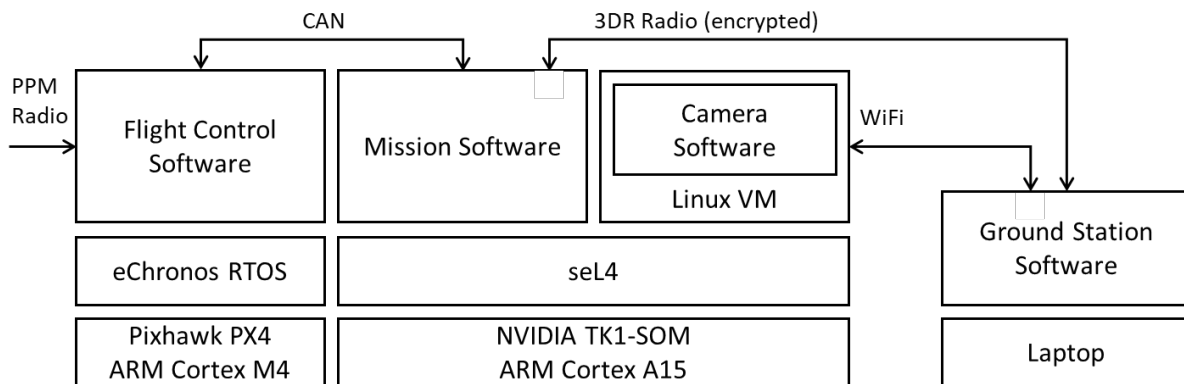 CAN
3DR Radio (encrypted)
PPM
Radio
Flight Control
Software
Mission Software
Camera
Software
Linux VM
WiFi
Ground Station
Software
eChronos RTOS
seL4
Pixhawk PX4
ARM Cortex M4
NVIDIA TK1-SOM
ARM Cortex A15
Laptop